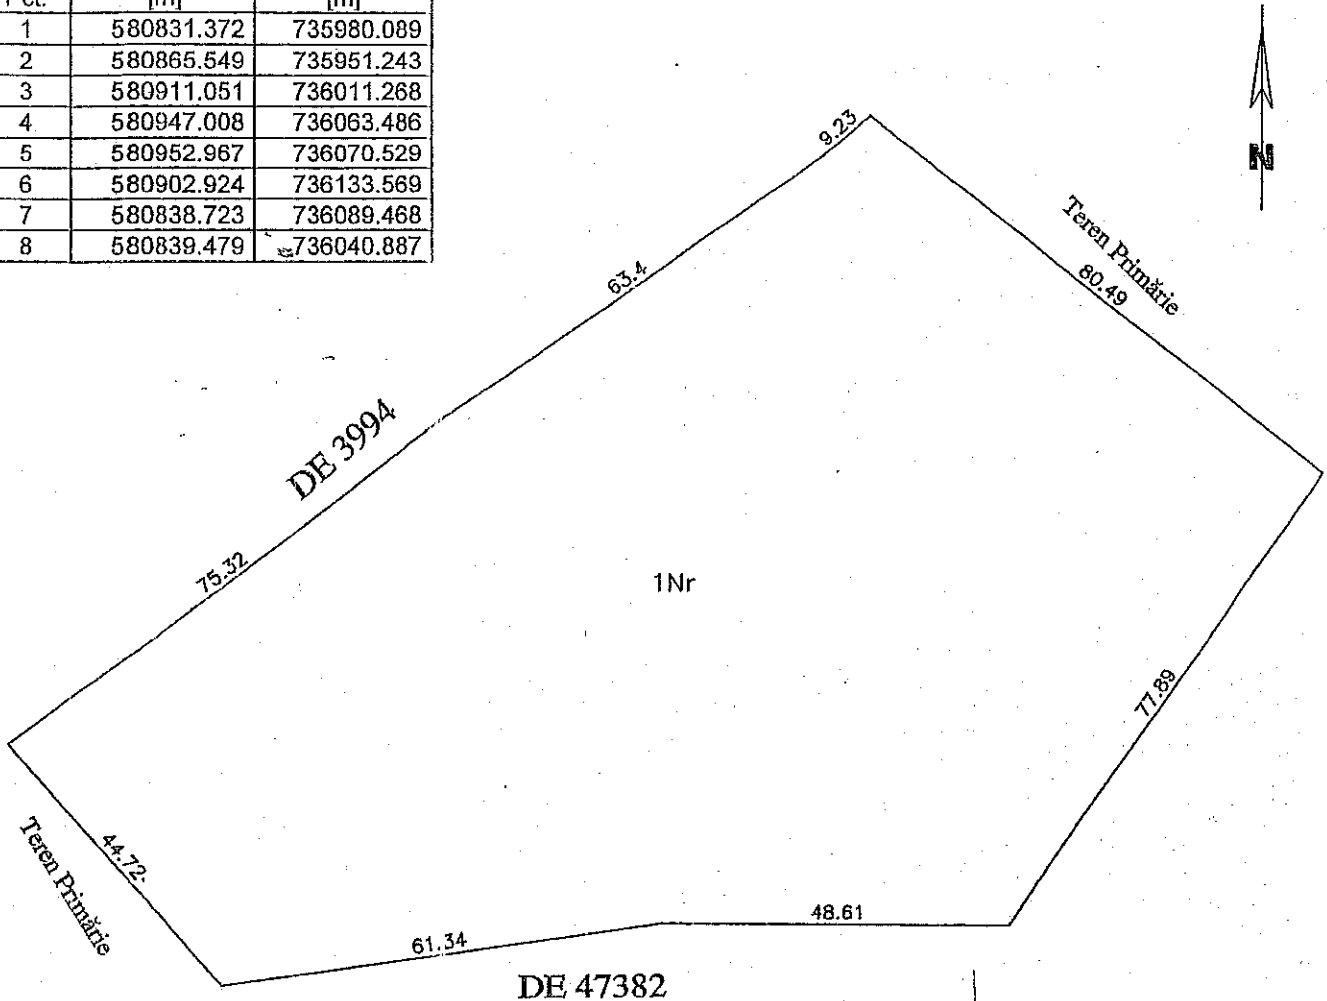 [m] [m]
1 580831.372 735980.089
2 580865.549 735951.243
3 580911.051 736011.268
4 580947.008 736063.486
5 580952.967 736070.529
6 580902.924 736133.569
7 580838.723 736089.468
8 580839.479 736040.887
N
9.23
Teren Primărie
80.49
63.4
DE 3994
75.32
1Nr
77.89
Teren Primărie
44.72
61.34
48.61
DE 47382